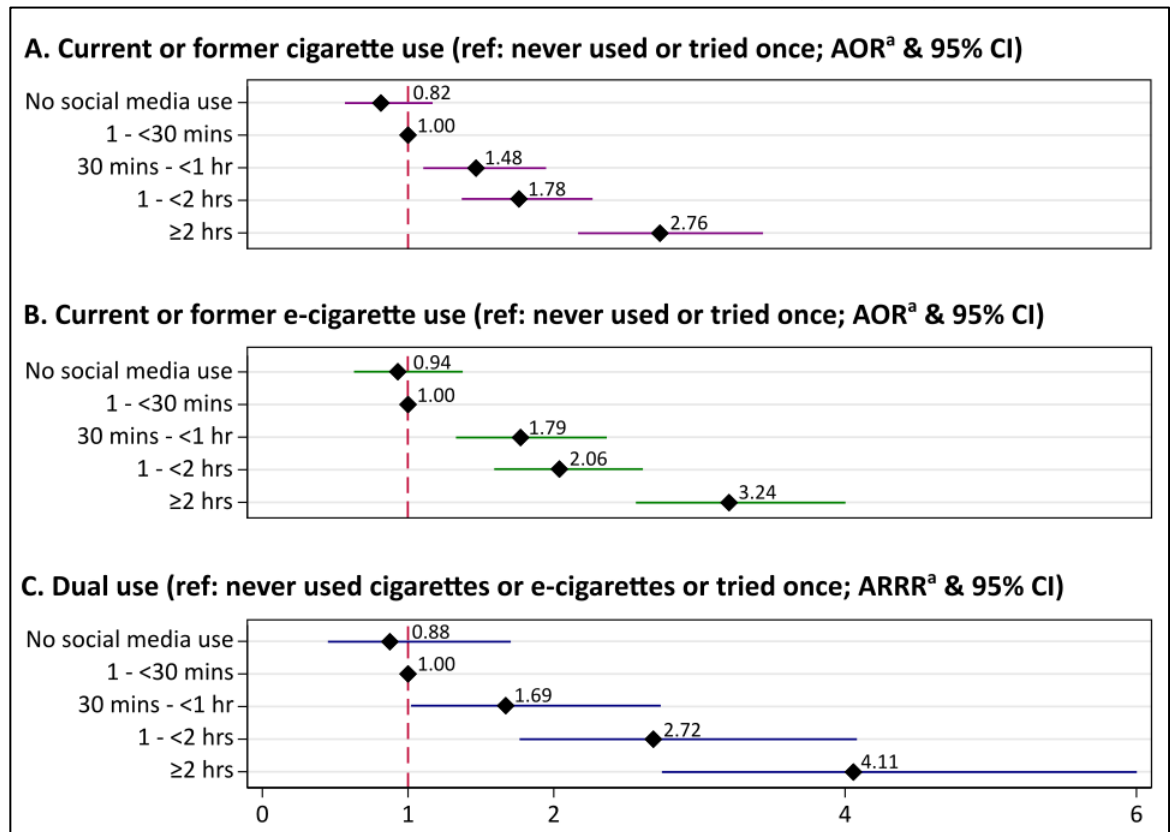 A. Current or former cigarette use (ref: never used or tried once; AORᵃ & 95% CI)
No social media use 0.82
1 - <30 mins 1.00
30 mins - <1 hr 1.48
1 - <2 hrs 1.78
≥2 hrs 2.76
B. Current or former e-cigarette use (ref: never used or tried once; AORᵃ & 95% CI)
No social media use 0.94
1 - <30 mins 1.00
30 mins - <1 hr 1.79
1 - <2 hrs 2.06
≥2 hrs 3.24
C. Dual use (ref: never used cigarettes or e-cigarettes or tried once; ARRRᵃ & 95% CI)
No social media use 0.88
1 - <30 mins 1.00
30 mins - <1 hr 1.69
1 - <2 hrs 2.72
≥2 hrs 4.11
0 1 2 4 6